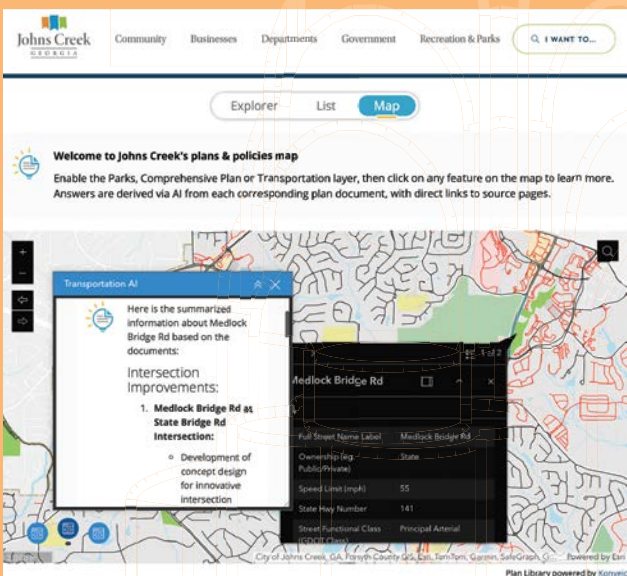 Johns Creek
GEORGIA
Community
Businesses
Departments
Government
Recreation & Parks
I WANT TO...
Explorer
List
Map
Welcome to Johns Creek's plans & policies map
Enable the Parks, Comprehensive Plan or Transportation layer, then click on any feature on the map to learn more.
Answers are derived via AI from each corresponding plan document, with direct links to source pages.
Transportation AI
Here is the summarized
information about Medlock
Bridge Rd based on the
documents:
Intersection
Improvements:
1. Medlock Bridge Rd at
State Bridge Rd
Intersection:
Development of
concept design
for innovative
intersection
1 of 2
Medlock Bridge Rd
Full Street Name Label Medlock Bridge Rd
Ownership (eg. State
Public/Private)
Speed Limit (mph) 55
State Hwy Number 141
Street Functional Class Principal Arterial
(GDOT Class)
City of Johns Creek, GA, Forsyth County GIS, Esri, TomTom, Garmin, SafeGraph, G... Powered by Esri
Plan Library powered by